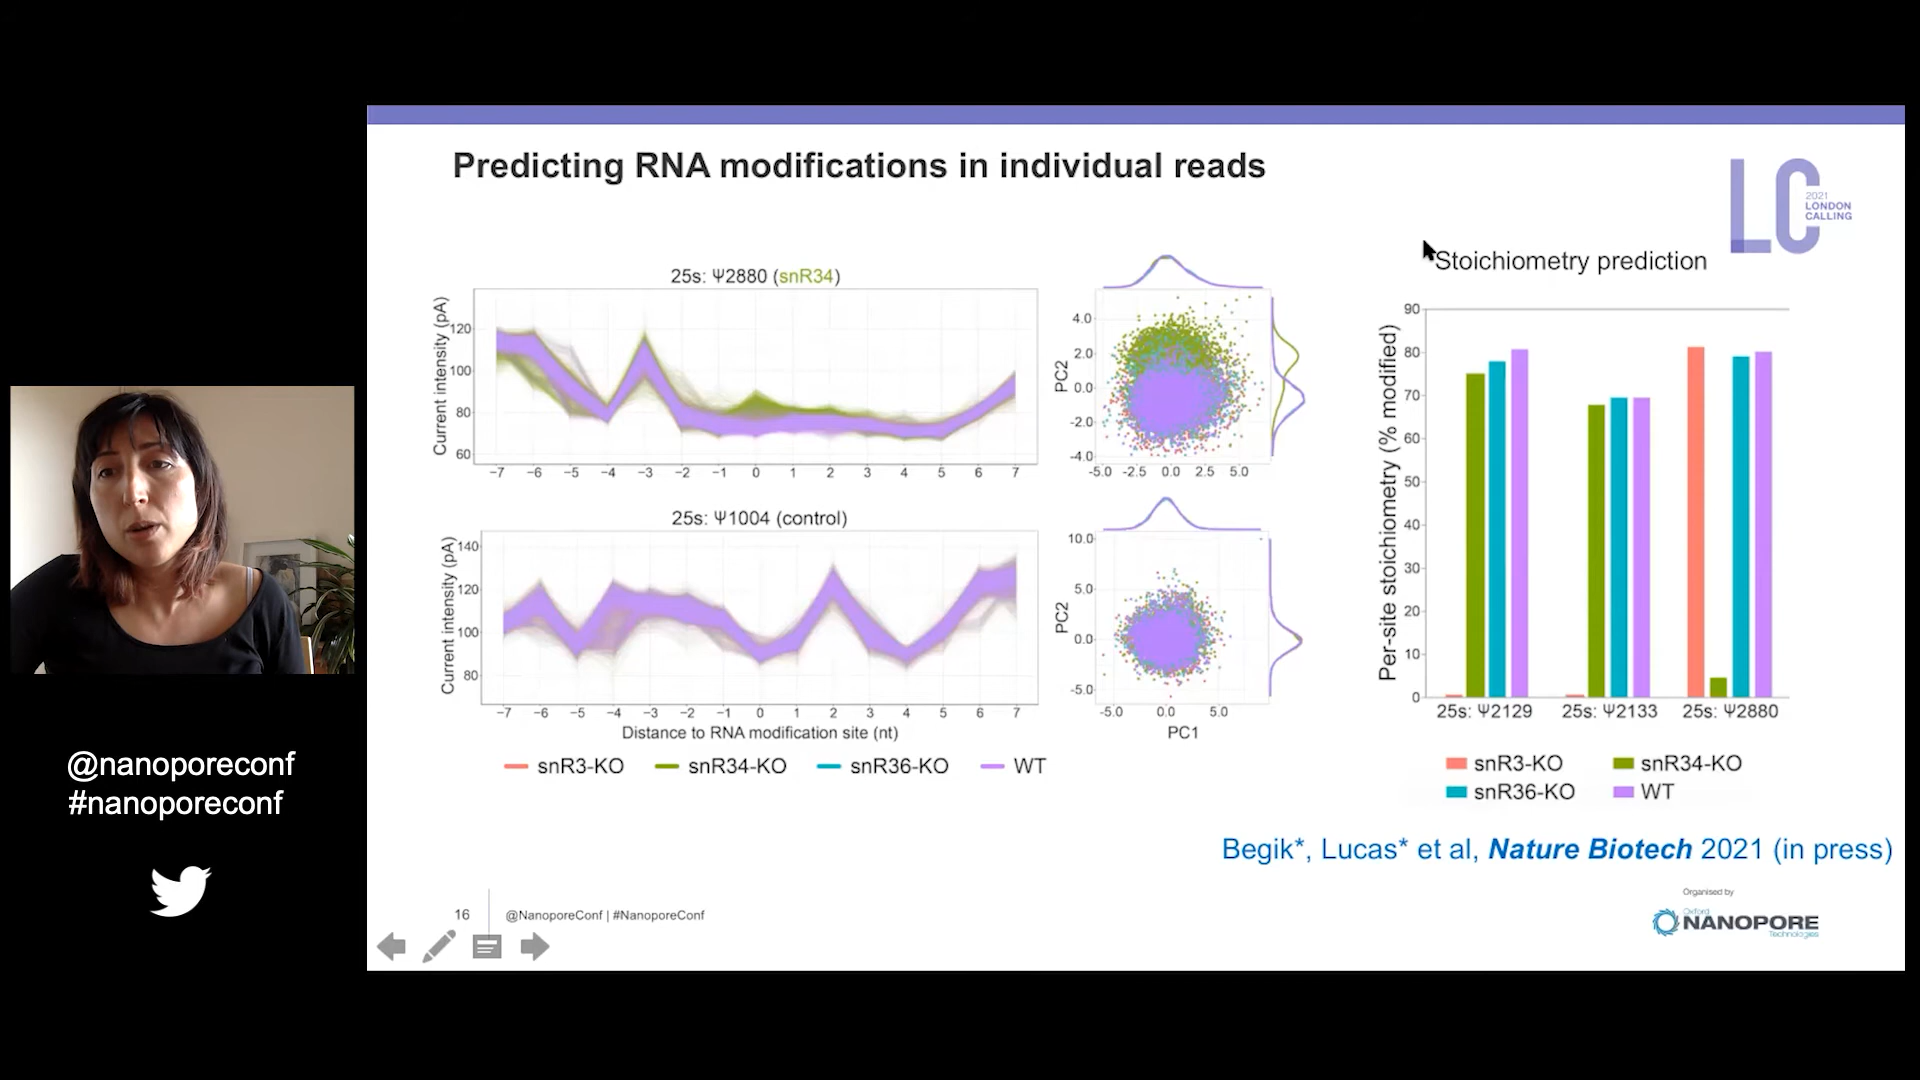 Predicting RNA modifications in individual reads
LC
2021
LONDON
CALLING
25s: Ψ2880 (snR34)
Current intensity (pA)
120
100
80
60
−7 −6 −5 −4 −3 −2 −1 0 1 2 3 4 5 6 7
PC2
4.0
2.0
0.0
-2.0
-4.0
-5.0 -2.5 0.0 2.5 5.0
25s: Ψ1004 (control)
Current intensity (pA)
140
120
100
80
−7 −6 −5 −4 −3 −2 −1 0 1 2 3 4 5 6 7
Distance to RNA modification site (nt)
PC2
10.0
5.0
0.0
-5.0
-5.0 0.0 5.0
PC1
snR3-KO snR34-KO snR36-KO WT
Stoichiometry prediction
Per-site stoichiometry (% modified)
90
80
70
60
50
40
30
20
10
0
25s: Ψ2129 25s: Ψ2133 25s: Ψ2880
snR3-KO snR34-KO
snR36-KO WT
Begik*, Lucas* et al, Nature Biotech 2021 (in press)
16 @NanoporeConf | #NanoporeConf
Organised by
Oxford
NANOPORE
Technologies
@nanoporeconf
#nanoporeconf